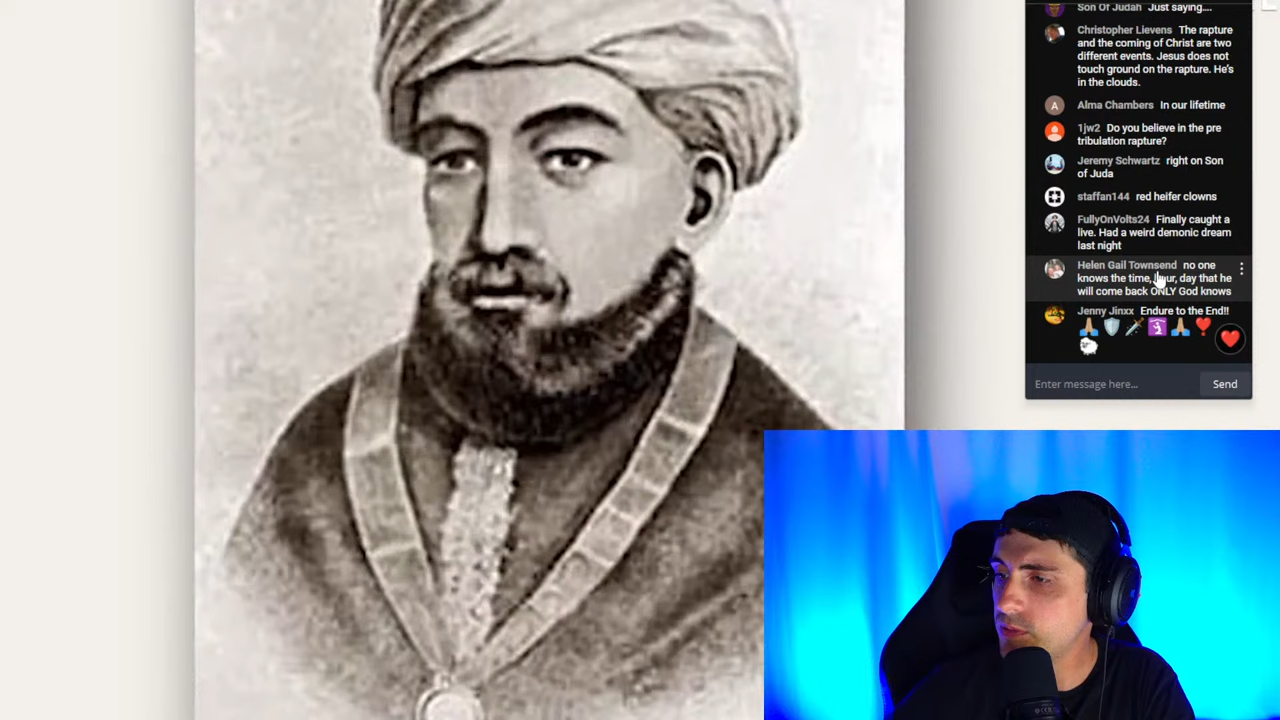 Son Of Judah Just saying....
Christopher Lievens The rapture
and the coming of Christ are two
different events. Jesus does not
touch ground on the rapture. He's
in the clouds.
A
Alma Chambers In our lifetime
1jw2 Do you believe in the pre
tribulation rapture?
Jeremy Schwartz right on Son
of Juda
staffan144 red heifer clowns
FullyOnVolts24 Finally caught a
live. Had a weird demonic dream
last night
Helen Gail Townsend no one
knows the time, hour, day that he
will come back ONLY God knows
Jenny Jinxx Endure to the End!!
Enter message here...
Send